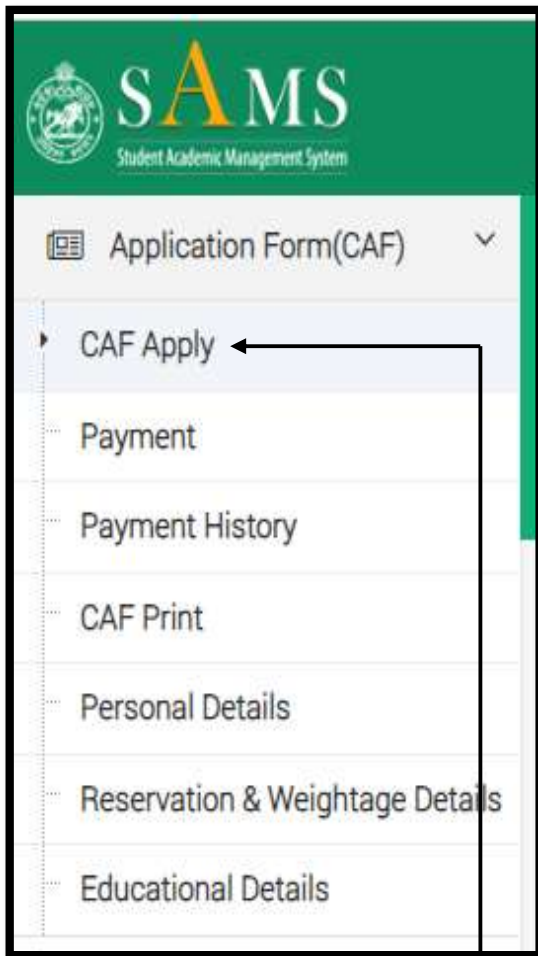 SAMS
Student Academic Management System
Application Form(CAF)
CAF Apply
Payment
Payment History
CAF Print
Personal Details
Reservation & Weightage Details
Educational Details